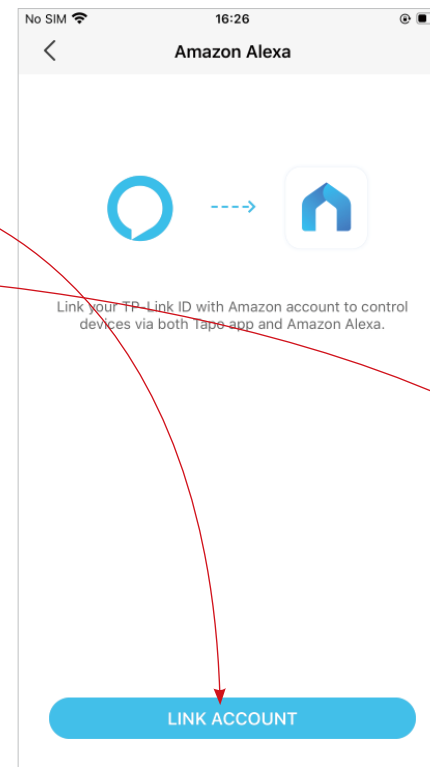 No SIM 16:26
Amazon Alexa
Link your TP-Link ID with Amazon account to control
devices via both Tapo app and Amazon Alexa.
LINK ACCOUNT